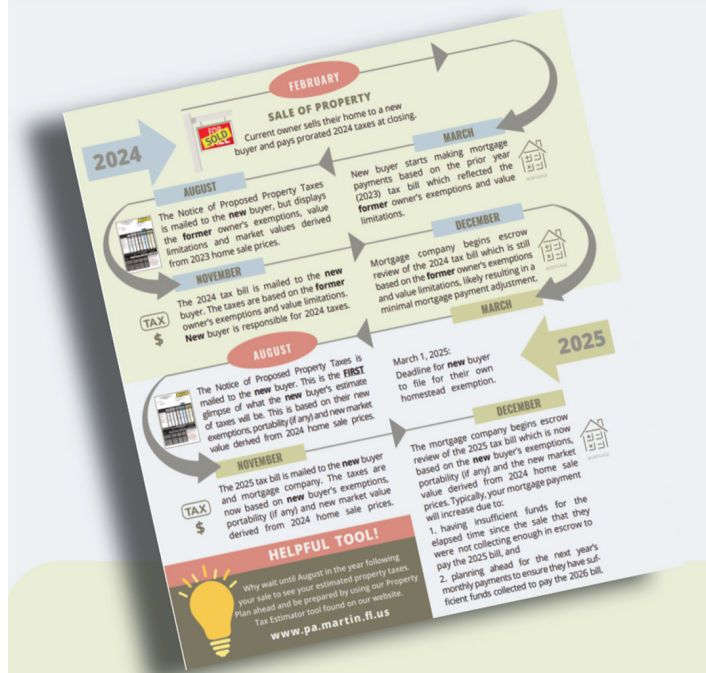 FEBRUARY
SALE OF PROPERTY
Current owner sells their home to a new
buyer and pays prorated 2024 taxes at closing.
2024
FOR
SOLD
MARCH
New buyer starts making mortgage
payments based on the prior year
(2023) tax bill which reflected the
former owner's exemptions and value
limitations.
MORTGAGE
AUGUST
The Notice of Proposed Property Taxes
is mailed to the new buyer, but displays
the former owner's exemptions, value
limitations and market values derived
from 2023 home sale prices.
NOVEMBER
TAX
$
The 2024 tax bill is mailed to the new
buyer. The taxes are based on the former
owner's exemptions and value limitations.
New buyer is responsible for 2024 taxes.
DECEMBER
Mortgage company begins escrow
review of the 2024 tax bill which is still
based on the former owner's exemptions
and value limitations, likely resulting in a
minimal mortgage payment adjustment.
MORTGAGE
MARCH
2025
March 1, 2025:
Deadline for new buyer
to file for their own
homestead exemption.
AUGUST
The Notice of Proposed Property Taxes is
mailed to the new buyer. This is the FIRST
glimpse of what the new buyer's estimate
of taxes will be. This is based on their new
exemptions, portability (if any) and new market
value derived from 2024 home sale prices.
NOVEMBER
TAX
$
The 2025 tax bill is mailed to the new buyer
and mortgage company. The taxes are
now based on new buyer's exemptions,
portability (if any) and new market value
derived from 2024 home sale prices.
DECEMBER
The mortgage company begins escrow
review of the 2025 tax bill which is now
based on the new buyer's exemptions,
portability (if any) and the new market
value derived from 2024 home sale
prices. Typically, your mortgage payment
will increase due to:
1. having insufficient funds for the
elapsed time since the sale that they
were not collecting enough in escrow to
pay the 2025 bill, and
2. planning ahead for the next year's
monthly payments to ensure they have suf-
ficient funds collected to pay the 2026 bill.
MORTGAGE
HELPFUL TOOL!
Why wait until August in the year following
your sale to see your estimated property taxes.
Plan ahead and be prepared by using our Property
Tax Estimator tool found on our website.
www.pa.martin.fl.us